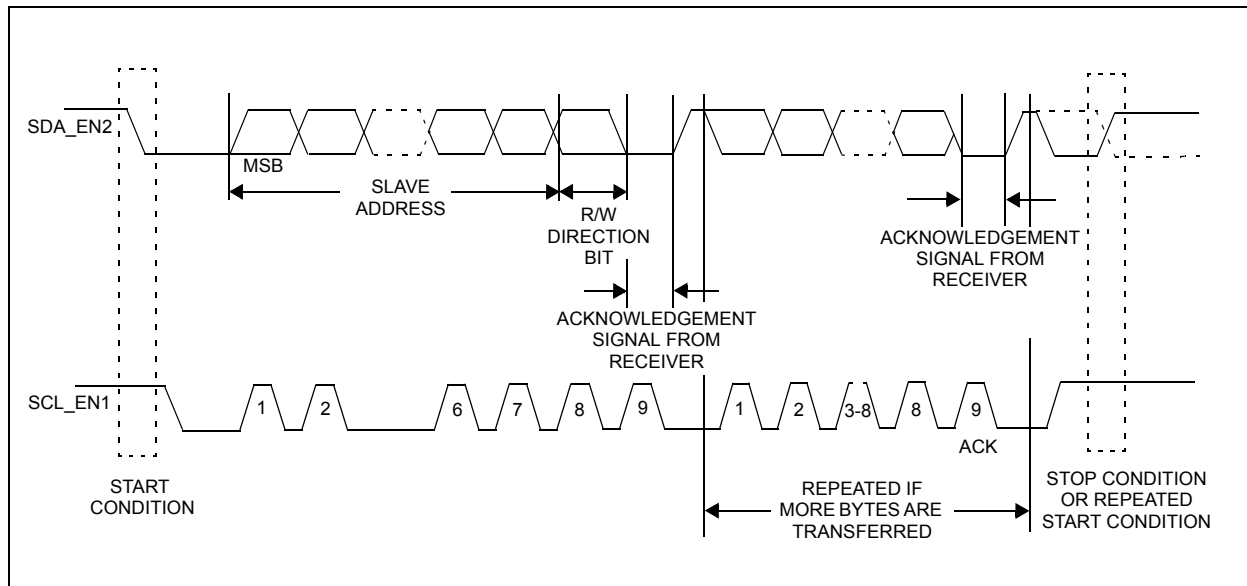 SDA_EN2
MSB
SLAVE
ADDRESS
R/W
DIRECTION
BIT
ACKNOWLEDGEMENT
SIGNAL FROM
RECEIVER
ACKNOWLEDGEMENT
SIGNAL FROM
RECEIVER
SCL_EN1
1 2 6 7 8 9 1 2 3-8 8 9
ACK
START
CONDITION
REPEATED IF
MORE BYTES ARE
TRANSFERRED
STOP CONDITION
OR REPEATED
START CONDITION